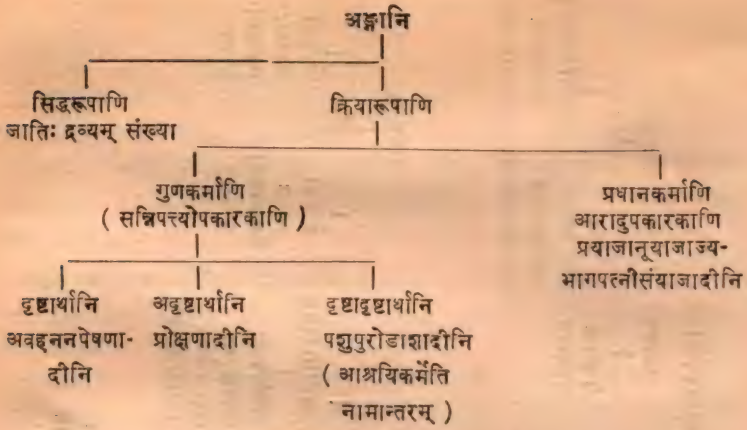 अङ्गानि
सिद्धरूपाणि
जातिः द्रव्यम् संख्या
क्रियारूपाणि
गुणकर्माणि
( सन्निपत्योपकारकाणि )
प्रधानकर्माणि
आरादुपकारकाणि
प्रयाजानूयाजाज्य-
भागपत्नीसंयाजादीनि
दृष्टार्थानि
अवहननपेषणा-
दीनि
अदृष्टार्थानि
प्रोक्षणादीनि
दृष्टादृष्टार्थानि
पशुपुरोडाशादीनि
( आश्रयिकर्मेति
नामान्तरम् )